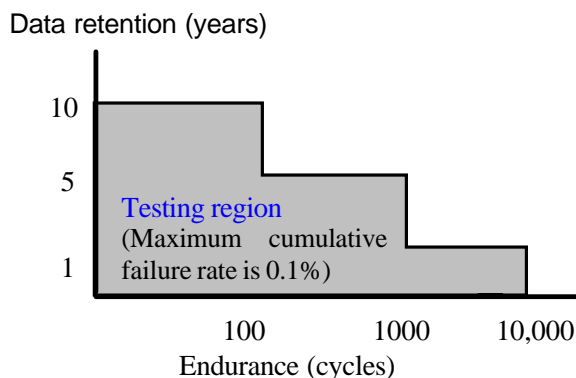 Data retention (years)
10
5
Testing region
(Maximum cumulative
failure rate is 0.1%)
1
100 1000 10,000
Endurance (cycles)